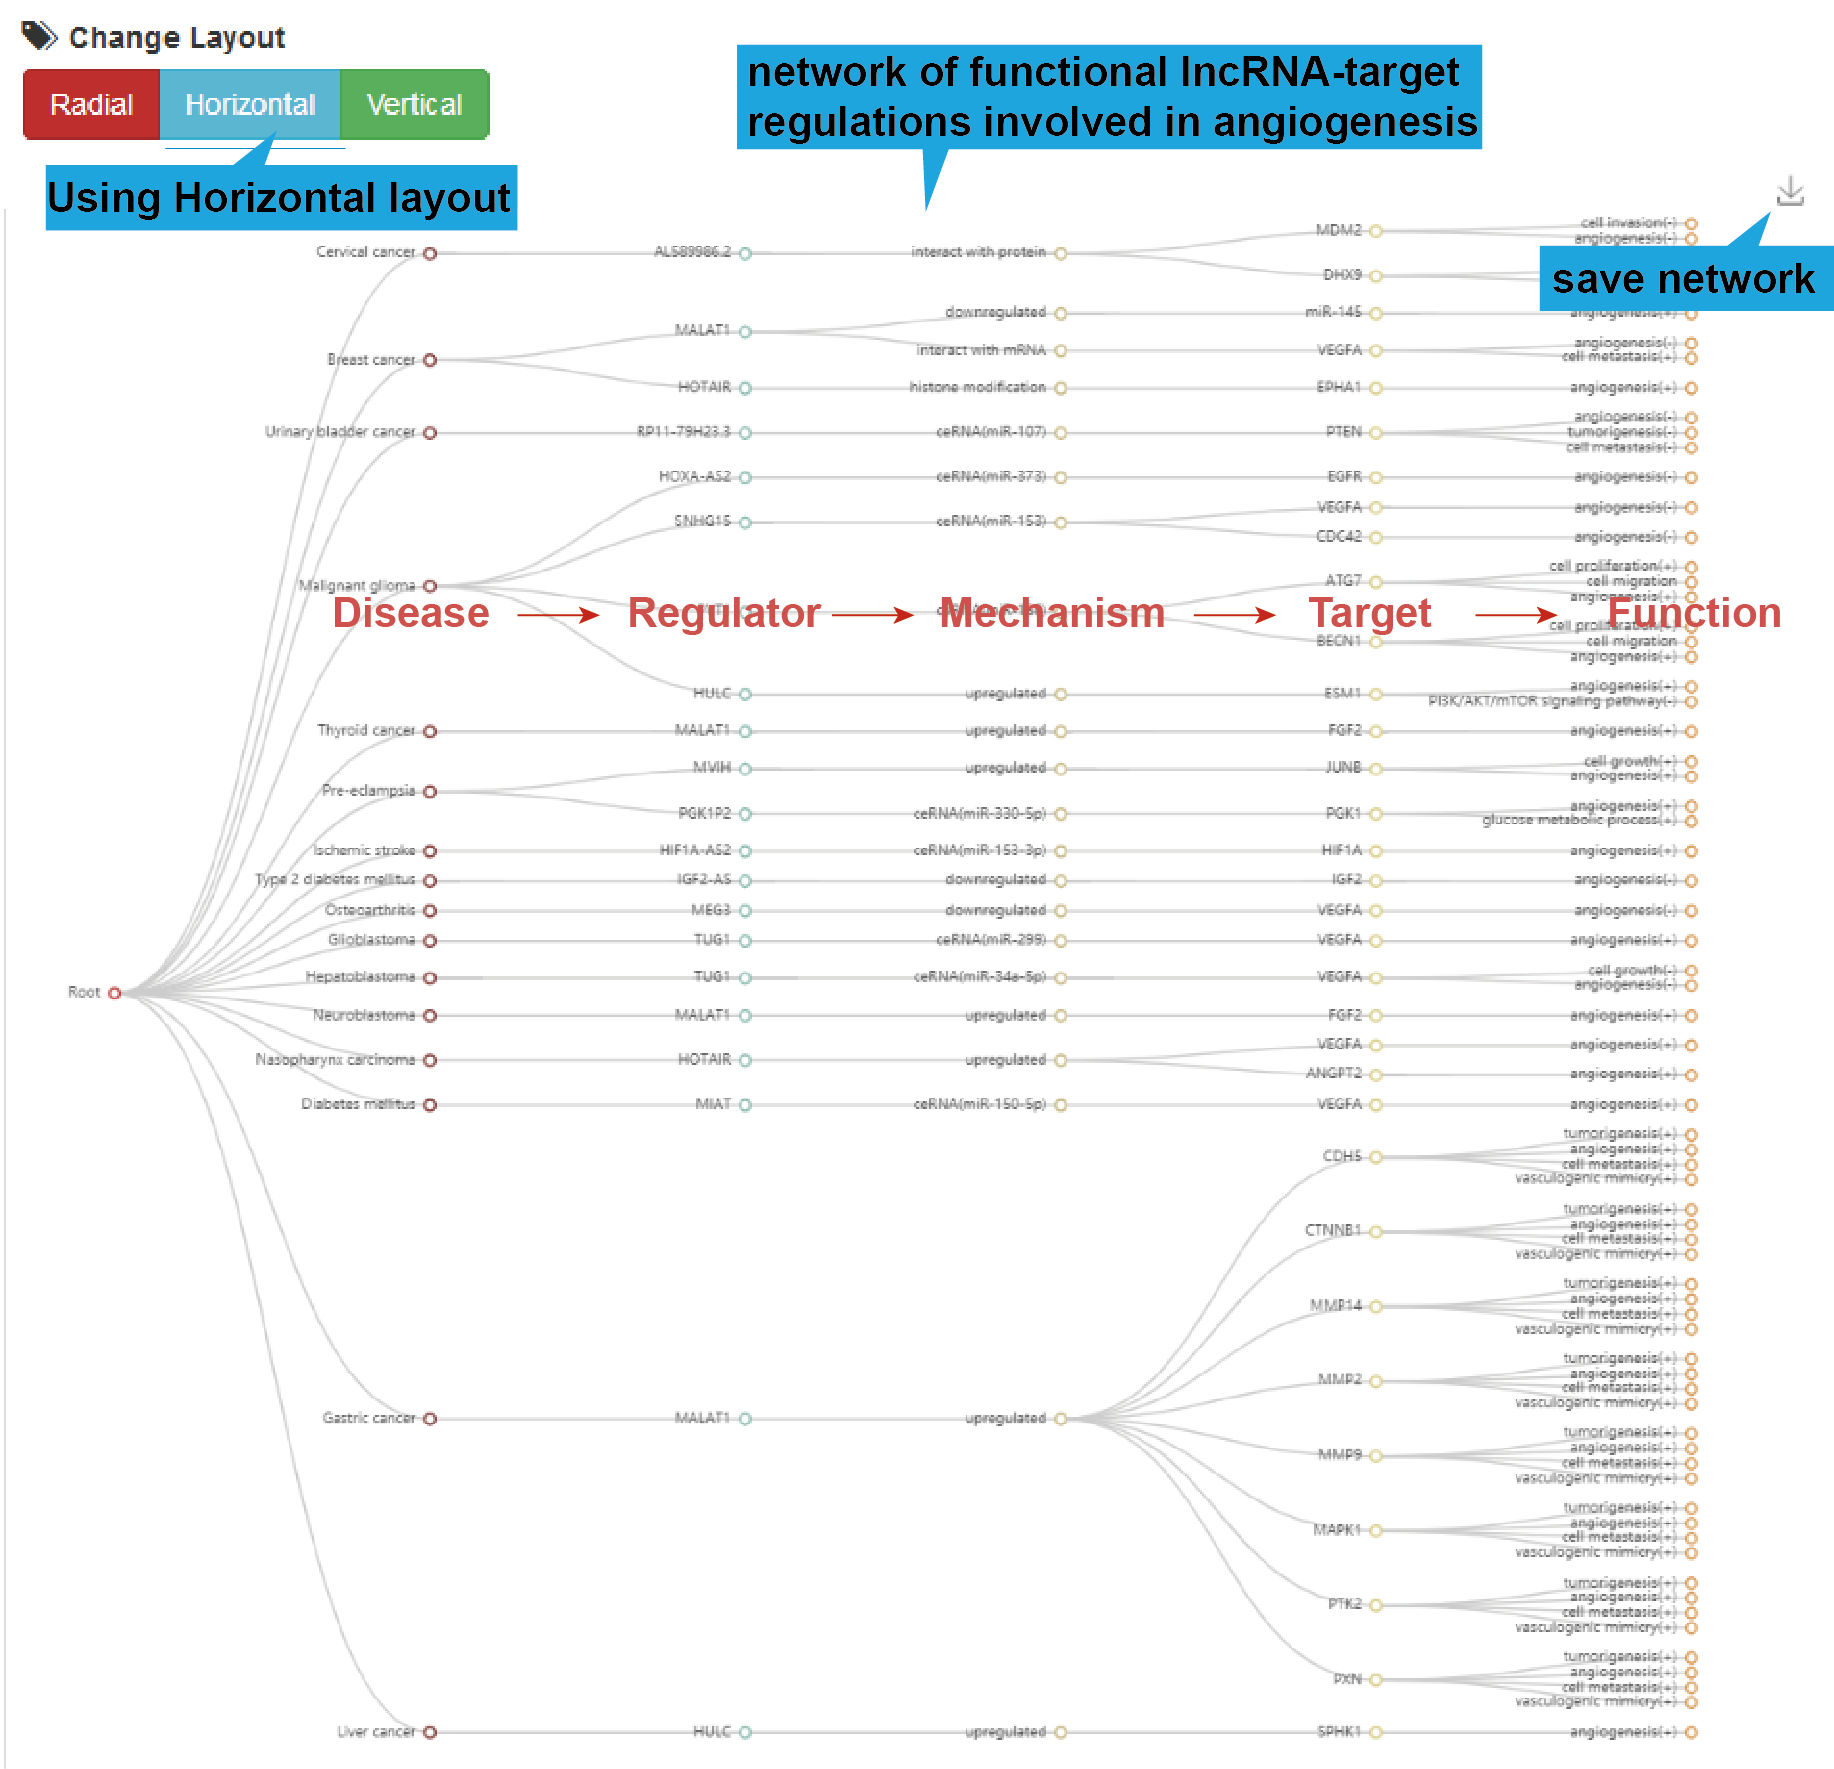 Change Layout
Radial Horizontal Vertical
Using Horizontal layout
network of functional lncRNA-target
regulations involved in angiogenesis
save network
Disease Regulator Mechanism Target Function
Root
Cervical cancer AL589986.2 interact with protein MDM2 cell invasion(-)
angiogenesis(-)
DHX9
Breast cancer MALAT1 downregulated miR-145 angiogenesis(+)
interact with mRNA VEGFA angiogenesis(-)
cell metastasis(+)
HOTAIR histone modification EPHA1 angiogenesis(+)
Urinary bladder cancer RP11-79H23.3 ceRNA(miR-107) PTEN angiogenesis(-)
tumorigenesis(-)
cell metastasis(-)
Malignant glioma HOXA-AS2 ceRNA(miR-373) EGFR angiogenesis(-)
SNHG15 ceRNA(miR-153) VEGFA angiogenesis(-)
CDC42 angiogenesis(-)
ATG7 cell proliferation(+)
cell migration
BECN1 cell proliferation(+)
cell migration
angiogenesis(+)
HULC upregulated ESM1 angiogenesis(+)
PI3K/AKT/mTOR signaling pathway(-)
Thyroid cancer MALAT1 upregulated FGF2 angiogenesis(+)
Pre-eclampsia MVIH upregulated JUNB cell growth(+)
angiogenesis(+)
PGK1P2 ceRNA(miR-330-5p) PGK1 angiogenesis(+)
glucose metabolic process(+)
Ischemic stroke HIF1A-AS2 ceRNA(miR-153-3p) HIF1A angiogenesis(+)
Type 2 diabetes mellitus IGF2-AS downregulated IGF2 angiogenesis(-)
Osteoarthritis MEG3 downregulated VEGFA angiogenesis(-)
Glioblastoma TUG1 ceRNA(miR-299) VEGFA angiogenesis(+)
Hepatoblastoma TUG1 ceRNA(miR-34a-5p) VEGFA cell growth(-)
angiogenesis(-)
Neuroblastoma MALAT1 upregulated FGF2 angiogenesis(+)
Nasopharynx carcinoma HOTAIR upregulated VEGFA angiogenesis(+)
ANGPT2 angiogenesis(+)
Diabetes mellitus MIAT ceRNA(miR-150-5p) VEGFA angiogenesis(+)
Gastric cancer MALAT1 upregulated CDH5 tumorigenesis(+)
angiogenesis(+)
cell metastasis(+)
vasculogenic mimicry(+)
CTNNB1 tumorigenesis(+)
angiogenesis(+)
cell metastasis(+)
vasculogenic mimicry(+)
MMP14 tumorigenesis(+)
angiogenesis(+)
cell metastasis(+)
vasculogenic mimicry(+)
MMP2 tumorigenesis(+)
angiogenesis(+)
cell metastasis(+)
vasculogenic mimicry(+)
MMP9 tumorigenesis(+)
angiogenesis(+)
cell metastasis(+)
vasculogenic mimicry(+)
MAPK1 tumorigenesis(+)
angiogenesis(+)
cell metastasis(+)
vasculogenic mimicry(+)
PTK2 tumorigenesis(+)
angiogenesis(+)
cell metastasis(+)
vasculogenic mimicry(+)
PXN tumorigenesis(+)
angiogenesis(+)
cell metastasis(+)
vasculogenic mimicry(+)
Liver cancer HULC upregulated SPHK1 angiogenesis(+)